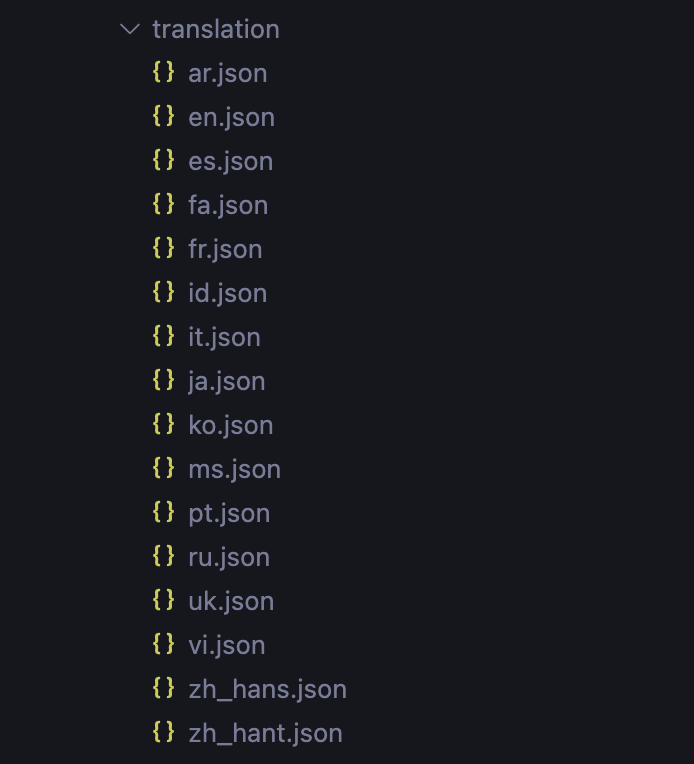 translation
{} ar.json
{} en.json
{} es.json
{} fa.json
{} fr.json
{} id.json
{} it.json
{} ja.json
{} ko.json
{} ms.json
{} pt.json
{} ru.json
{} uk.json
{} vi.json
{} zh_hans.json
{} zh_hant.json